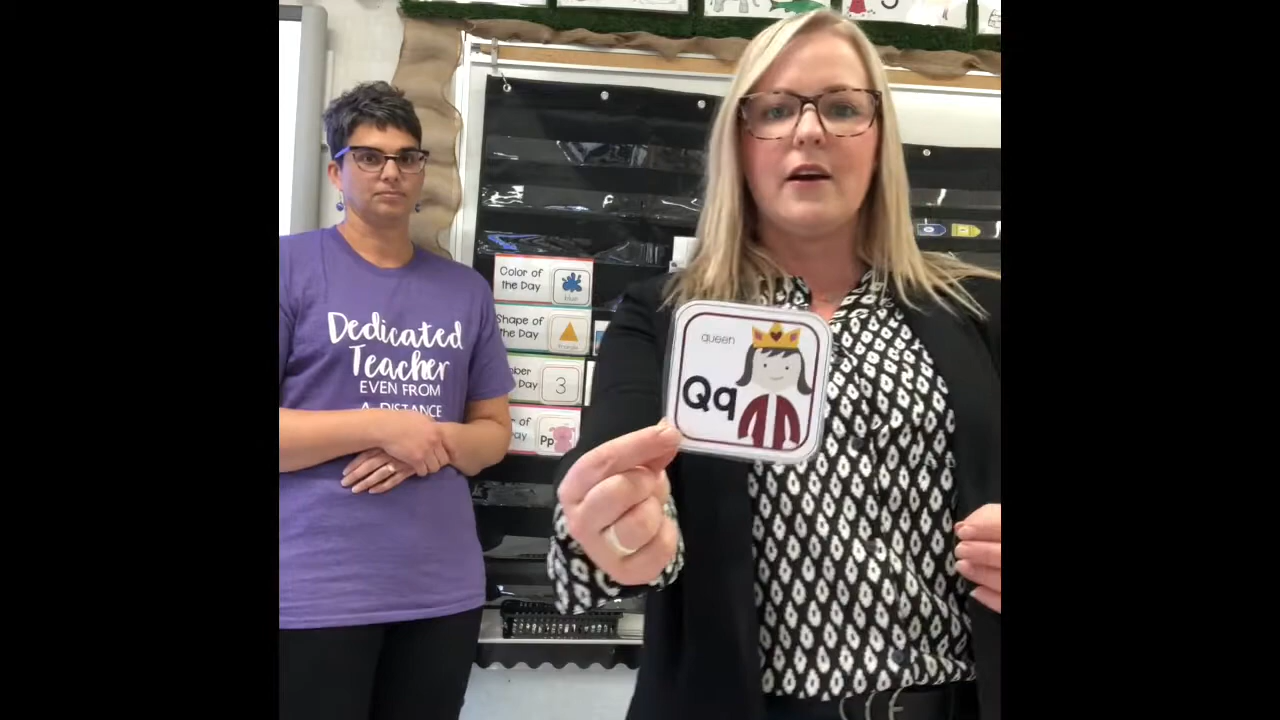 Dedicated
Teacher
EVEN FROM
A DISTANCE
Color of
the Day
blue
Shape of
the Day
triangle
3
Pp
queen
Qq